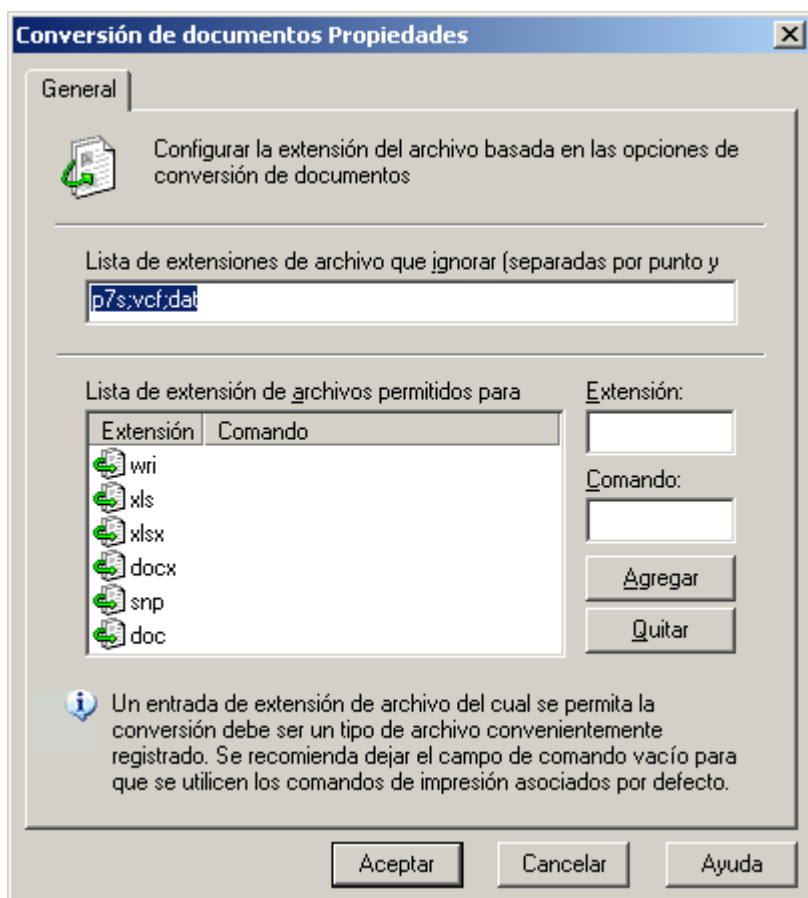 Conversión de documentos Propiedades
General
Configurar la extensión del archivo basada en las opciones de
conversión de documentos
Lista de extensiones de archivo que ignorar (separadas por punto y
p7s;vcf;dat
Lista de extensión de archivos permitidos para
Extensión:
Extensión Comando
wri
xls
Comando:
xlsx
docx
Agregar
snp
Quitar
doc
Un entrada de extensión de archivo del cual se permita la
conversión debe ser un tipo de archivo convenientemente
registrado. Se recomienda dejar el campo de comando vacío para
que se utilicen los comandos de impresión asociados por defecto.
Aceptar Cancelar Ayuda